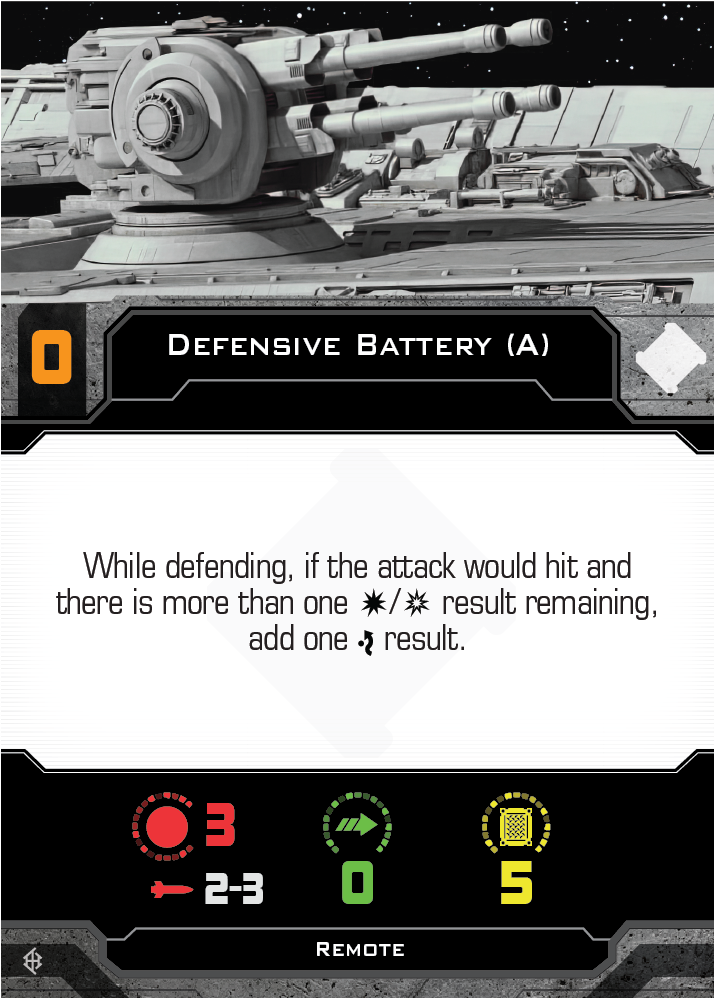 0
Defensive Battery (A)
While defending, if the attack would hit and
there is more than one / result remaining,
add one result.
3
2-3
0
5
Remote